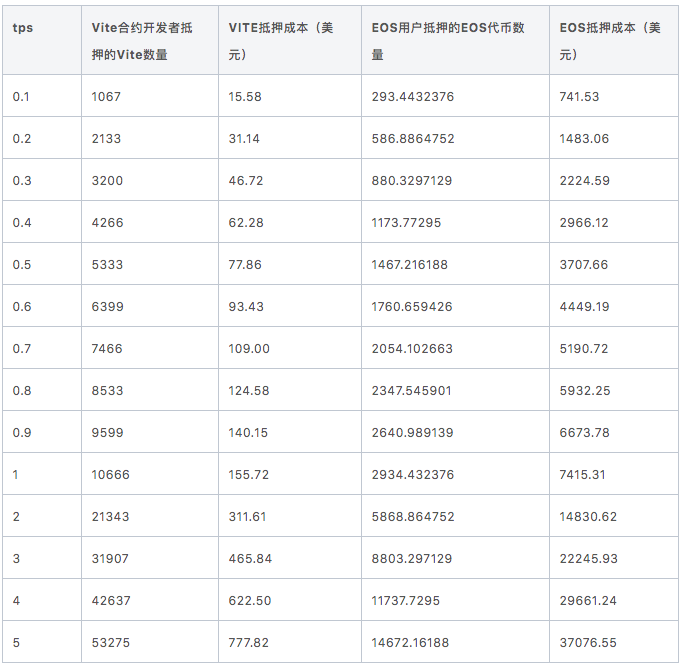 tps Vite合约开发者抵押的Vite数量 VITE抵押成本（美元） EOS用户抵押的EOS代币数量 EOS抵押成本（美元）
0.1 1067 15.58 293.4432376 741.53
0.2 2133 31.14 586.8864752 1483.06
0.3 3200 46.72 880.3297129 2224.59
0.4 4266 62.28 1173.77295 2966.12
0.5 5333 77.86 1467.216188 3707.66
0.6 6399 93.43 1760.659426 4449.19
0.7 7466 109.00 2054.102663 5190.72
0.8 8533 124.58 2347.545901 5932.25
0.9 9599 140.15 2640.989139 6673.78
1 10666 155.72 2934.432376 7415.31
2 21343 311.61 5868.864752 14830.62
3 31907 465.84 8803.297129 22245.93
4 42637 622.50 11737.7295 29661.24
5 53275 777.82 14672.16188 37076.55